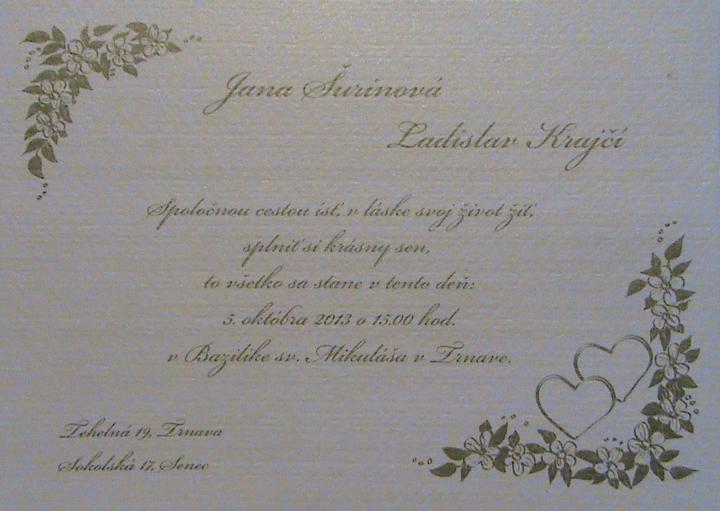 Jana Šurinová
Ladislav Krajčí
Spoločnou cestou ísť, v láske svoj život žiť,
splniť si krásny sen,
to všetko sa stane v tento deň:
5. októbra 2013 o 15.00 hod.
v Bazilike sv. Mikuláša v Trnave.
Tehelná 19, Trnava
Sokolská 17, Senec